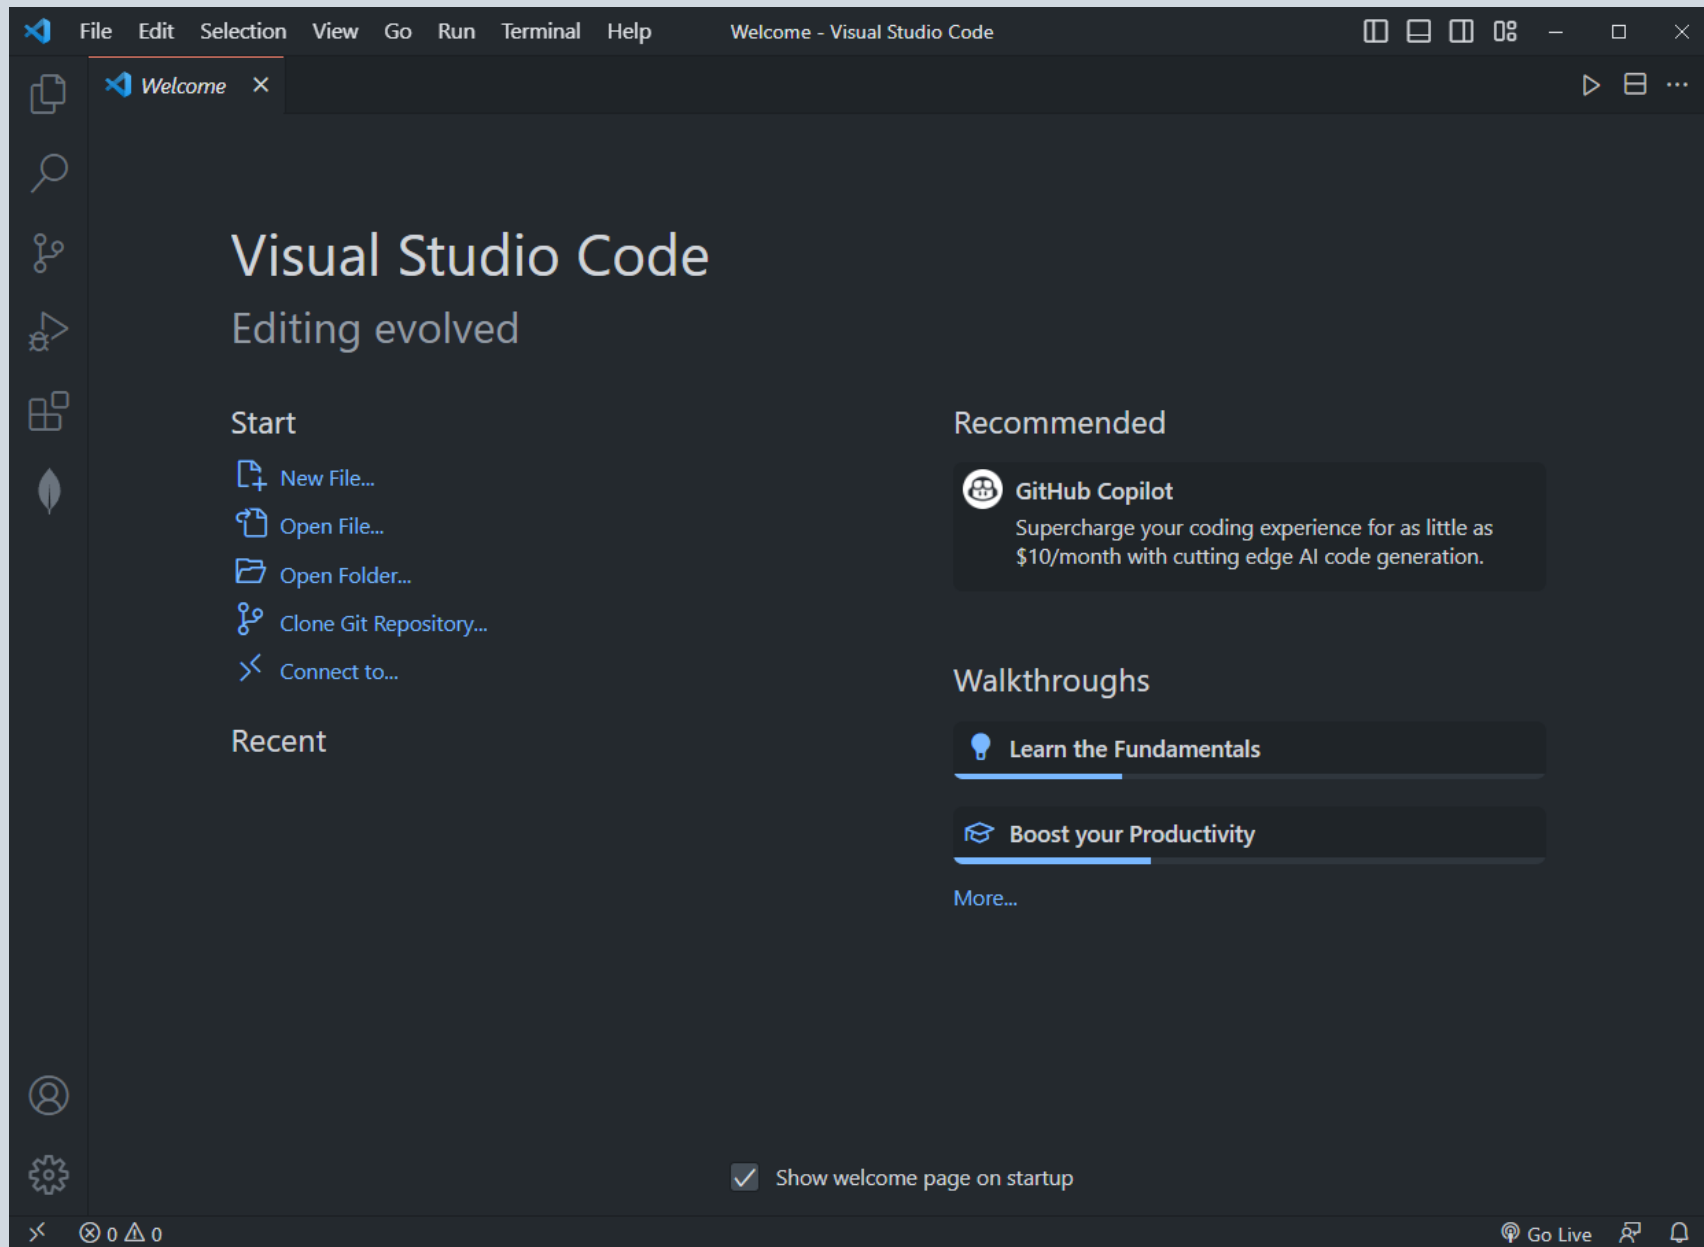 File Edit Selection View Go Run Terminal Help Welcome - Visual Studio Code
Welcome
Visual Studio Code
Editing evolved
Start
New File...
Open File...
Open Folder...
Clone Git Repository...
Connect to...
Recent
Recommended
GitHub Copilot
Supercharge your coding experience for as little as
$10/month with cutting edge AI code generation.
Walkthroughs
Learn the Fundamentals
Boost your Productivity
More...
Show welcome page on startup
0 0 Go Live